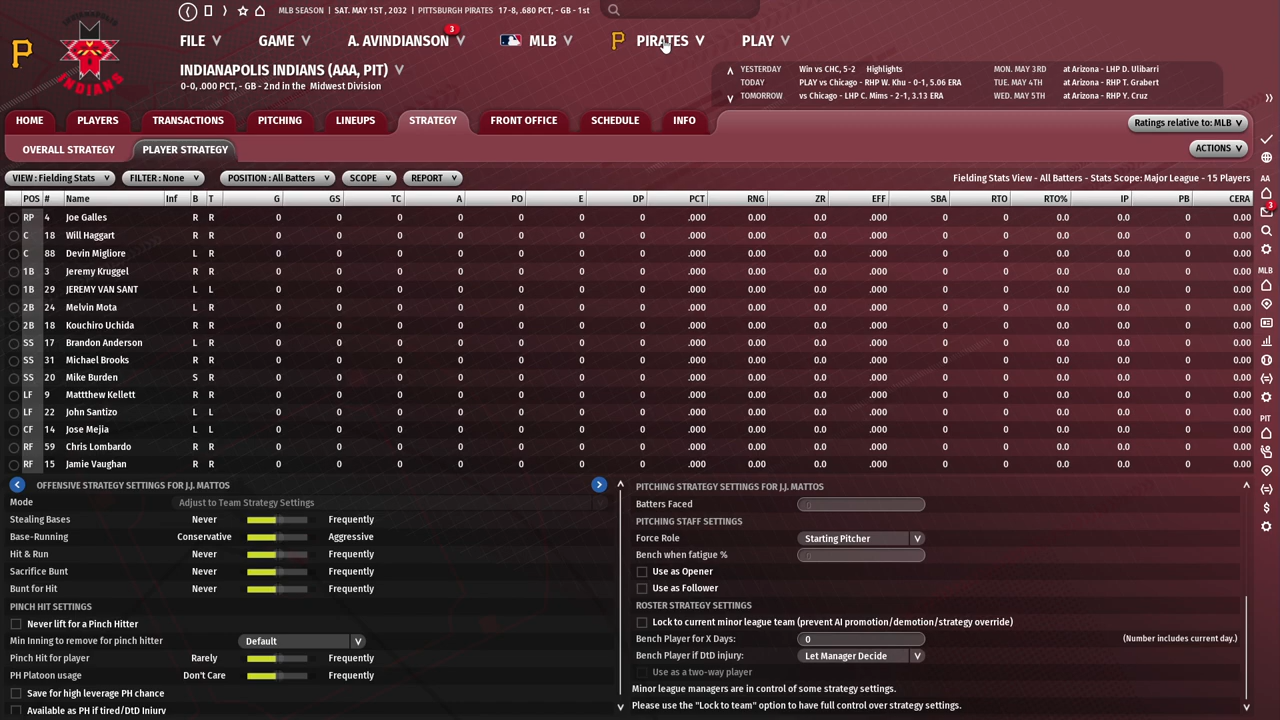 MLB SEASON | SAT. MAY 1ST, 2032 | PITTSBURGH PIRATES 17-8, .680 PCT, - GB - 1st
FILE GAME A. AVINDIANSON 3 MLB PIRATES PLAY
INDIANAPOLIS INDIANS (AAA, PIT)
0-0, .000 PCT, - GB - 2nd in the Midwest Division
INDIANS
YESTERDAY Win vs CHC, 5-2 Highlights MON. MAY 3RD at Arizona - LHP D. Ulibarri
TODAY PLAY vs Chicago - RHP W. Khu - 0-1, 5.06 ERA TUE. MAY 4TH at Arizona - RHP T. Grabert
TOMORROW vs Chicago - LHP C. Mims - 2-1, 3.13 ERA WED. MAY 5TH at Arizona - RHP Y. Cruz
HOME PLAYERS TRANSACTIONS PITCHING LINEUPS STRATEGY FRONT OFFICE SCHEDULE INFO Ratings relative to: MLB
OVERALL STRATEGY PLAYER STRATEGY ACTIONS
VIEW : Fielding Stats FILTER : None POSITION : All Batters SCOPE REPORT Fielding Stats View - All Batters - Stats Scope: Major League - 15 Players
POS # Name Inf B T G GS TC A PO E DP PCT RNG ZR EFF SBA RTO RTO% IP PB CERA
RP 4 Joe Galles R R 0 0 0 0 0 0 0 .000 0.00 0.0 .000 0 0 0.0 0.0 0 0.00
C 18 Will Haggart R R 0 0 0 0 0 0 0 .000 0.00 0.0 .000 0 0 0.0 0.0 0 0.00
C 88 Devin Migliore L R 0 0 0 0 0 0 0 .000 0.00 0.0 .000 0 0 0.0 0.0 0 0.00
1B 3 Jeremy Kruggel R R 0 0 0 0 0 0 0 .000 0.00 0.0 .000 0 0 0.0 0.0 0 0.00
1B 29 JEREMY VAN SANT L L 0 0 0 0 0 0 0 .000 0.00 0.0 .000 0 0 0.0 0.0 0 0.00
2B 24 Melvin Mota L R 0 0 0 0 0 0 0 .000 0.00 0.0 .000 0 0 0.0 0.0 0 0.00
2B 18 Kouchiro Uchida R R 0 0 0 0 0 0 0 .000 0.00 0.0 .000 0 0 0.0 0.0 0 0.00
SS 17 Brandon Anderson L R 0 0 0 0 0 0 0 .000 0.00 0.0 .000 0 0 0.0 0.0 0 0.00
SS 31 Michael Brooks R R 0 0 0 0 0 0 0 .000 0.00 0.0 .000 0 0 0.0 0.0 0 0.00
SS 20 Mike Burden S R 0 0 0 0 0 0 0 .000 0.00 0.0 .000 0 0 0.0 0.0 0 0.00
LF 9 Mattthew Kellett R R 0 0 0 0 0 0 0 .000 0.00 0.0 .000 0 0 0.0 0.0 0 0.00
LF 22 John Santizo L L 0 0 0 0 0 0 0 .000 0.00 0.0 .000 0 0 0.0 0.0 0 0.00
CF 14 Jose Mejia L L 0 0 0 0 0 0 0 .000 0.00 0.0 .000 0 0 0.0 0.0 0 0.00
RF 59 Chris Lombardo R R 0 0 0 0 0 0 0 .000 0.00 0.0 .000 0 0 0.0 0.0 0 0.00
RF 15 Jamie Vaughan R R 0 0 0 0 0 0 0 .000 0.00 0.0 .000 0 0 0.0 0.0 0 0.00
OFFENSIVE STRATEGY SETTINGS FOR J.J. MATTOS
Mode Adjust to Team Strategy Settings
Stealing Bases Never Frequently
Base-Running Conservative Aggressive
Hit & Run Never Frequently
Sacrifice Bunt Never Frequently
Bunt for Hit Never Frequently
PINCH HIT SETTINGS
Never lift for a Pinch Hitter
Min Inning to remove for pinch hitter Default
Pinch Hit for player Rarely Frequently
PH Platoon usage Don't Care Frequently
Save for high leverage PH chance
Available as PH if tired/DtD Injury
PITCHING STRATEGY SETTINGS FOR J.J. MATTOS
Batters Faced 0
PITCHING STAFF SETTINGS
Force Role Starting Pitcher
Bench when fatigue % 0
Use as Opener
Use as Follower
ROSTER STRATEGY SETTINGS
Lock to current minor league team (prevent AI promotion/demotion/strategy override)
Bench Player for X Days: 0 (Number includes current day.)
Bench Player if DtD injury: Let Manager Decide
Use as a two-way player
Minor league managers are in control of some strategy settings.
Please use the "Lock to team" option to have full control over strategy settings.
AA
3
MLB
PIT